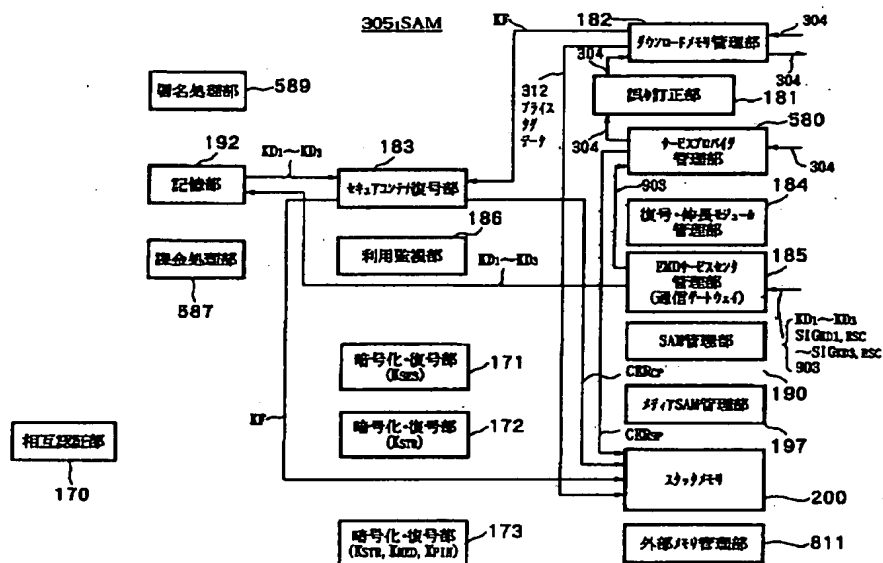 305₁SAM
KF
182
ダウンロードメモリ管理部
304
304
304
署名処理部
589
誤り訂正部
181
312
プライス
タグ
データ
304
580
サービスプロバイダ
管理部
304
192
記憶部
KD₁~KD₃
183
セキュアコンテナ復号部
903
184
復号・伸長モジュール
管理部
186
利用監視部
KD₁~KD₃
185
EMDサービスセンタ
管理部
(通信ゲートウェイ)
課金処理部
587
KD₁~KD₃
SIGKD1,ESC
~SIGKD3,ESC
903
SAM管理部
190
暗号化・復号部
(KSES)
171
CERCP
メディアSAM管理部
197
KF
暗号化・復号部
(KSTR)
172
相互認証部
170
CERSP
スタックメモリ
200
暗号化・復号部
(KSTR, KMED, KPIN)
173
外部メモリ管理部
811